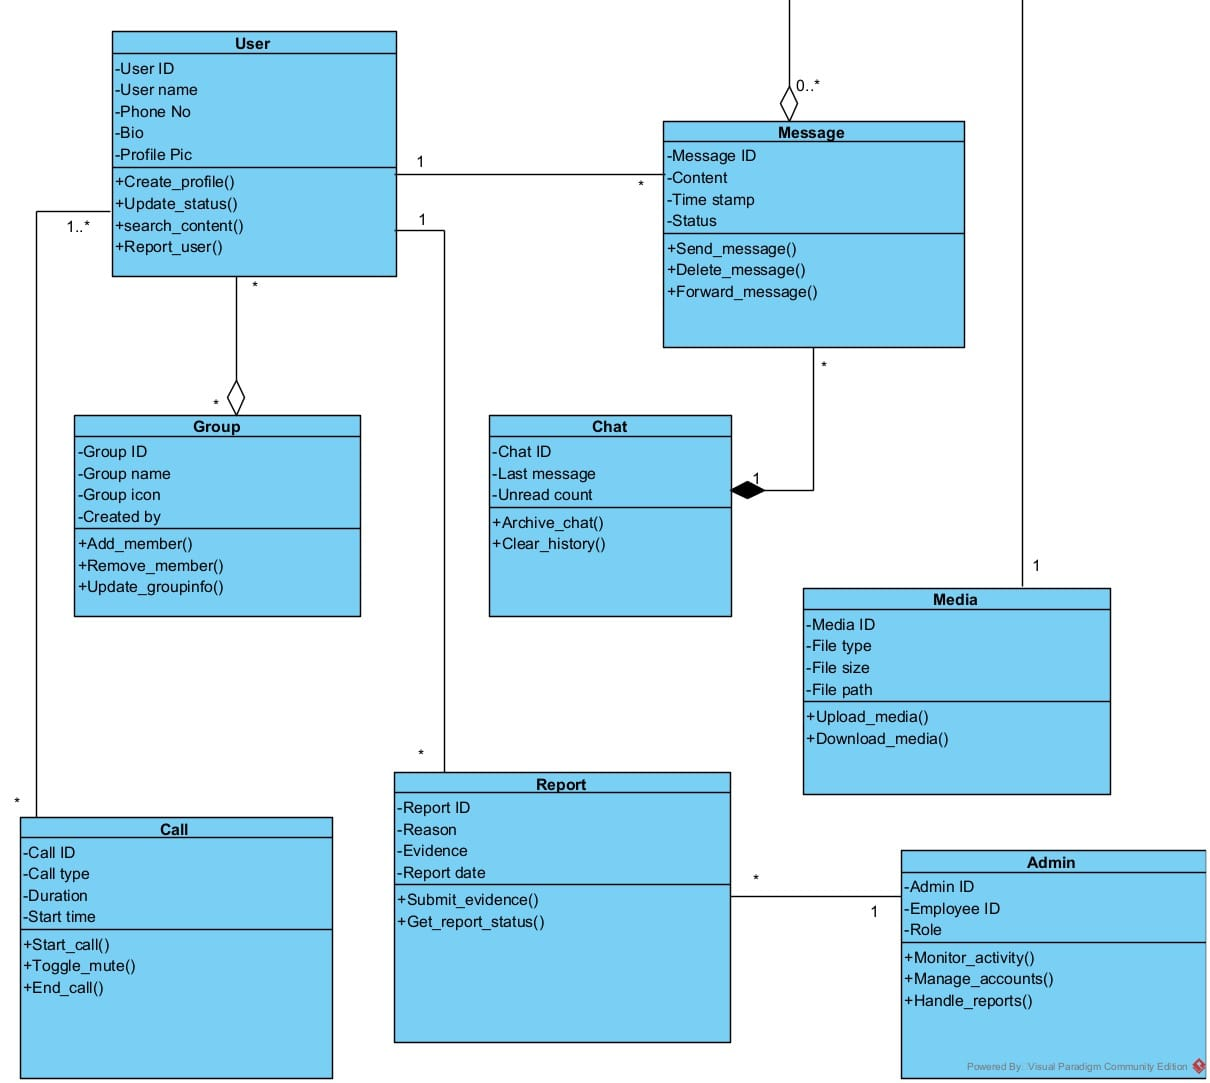 0..*
User
-User ID
-User name
-Phone No
-Bio
-Profile Pic
+Create_profile()
+Update_status()
+search_content()
+Report_user()
1
*
Message
-Message ID
-Content
-Time stamp
-Status
+Send_message()
+Delete_message()
+Forward_message()
1..*
1
*
*
*
Group
-Group ID
-Group name
-Group icon
-Created by
+Add_member()
+Remove_member()
+Update_groupinfo()
Chat
-Chat ID
-Last message
-Unread count
+Archive_chat()
+Clear_history()
1
1
Media
-Media ID
-File type
-File size
-File path
+Upload_media()
+Download_media()
*
*
Call
-Call ID
-Call type
-Duration
-Start time
+Start_call()
+Toggle_mute()
+End_call()
Report
-Report ID
-Reason
-Evidence
-Report date
+Submit_evidence()
+Get_report_status()
*
1
Admin
-Admin ID
-Employee ID
-Role
+Monitor_activity()
+Manage_accounts()
+Handle_reports()
Powered By: Visual Paradigm Community Edition